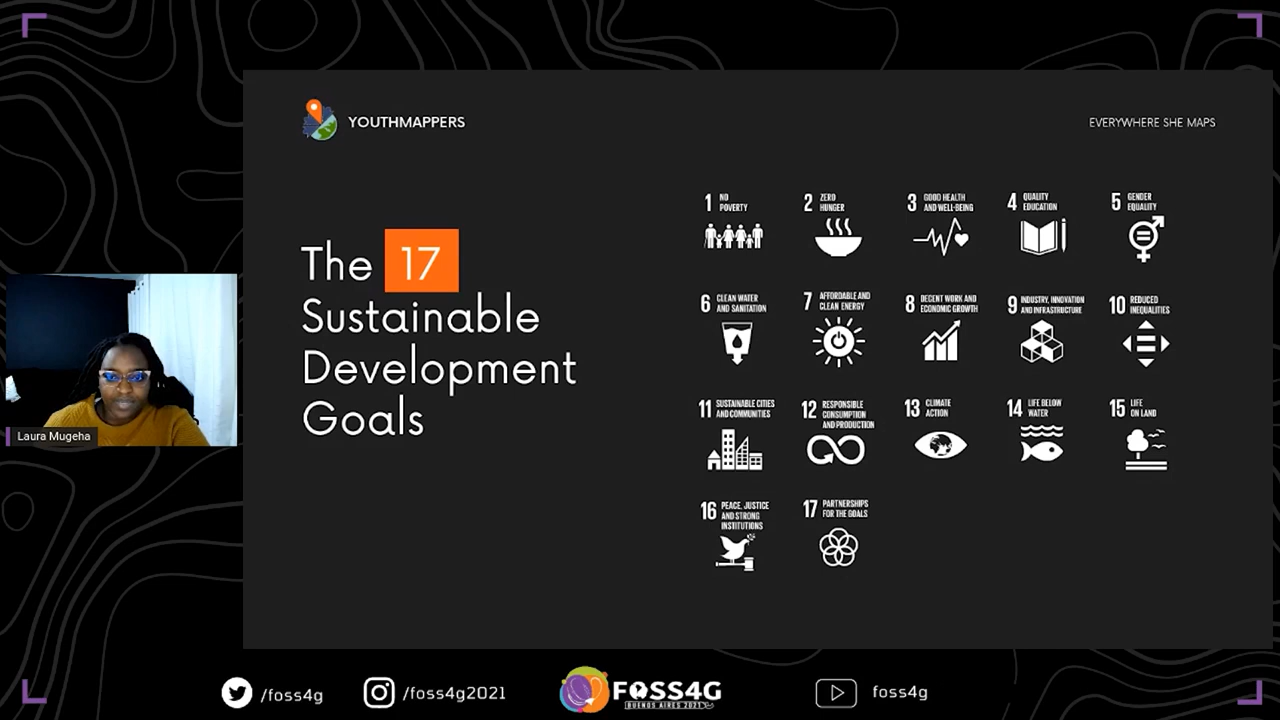 YOUTHMAPPERS
EVERYWHERE SHE MAPS
The 17
Sustainable
Development
Goals
1 NO
POVERTY
2 ZERO
HUNGER
3 GOOD HEALTH
AND WELL-BEING
4 QUALITY
EDUCATION
5 GENDER
EQUALITY
6 CLEAN WATER
AND SANITATION
7 AFFORDABLE AND
CLEAN ENERGY
8 DECENT WORK AND
ECONOMIC GROWTH
9 INDUSTRY, INNOVATION
AND INFRASTRUCTURE
10 REDUCED
INEQUALITIES
11 SUSTAINABLE CITIES
AND COMMUNITIES
12 RESPONSIBLE
CONSUMPTION
AND PRODUCTION
13 CLIMATE
ACTION
14 LIFE BELOW
WATER
15 LIFE
ON LAND
16 PEACE, JUSTICE
AND STRONG
INSTITUTIONS
17 PARTNERSHIPS
FOR THE GOALS
Laura Mugeha
/foss4g
/foss4g2021
FOSS4G
BUENOS AIRES 2021
foss4g